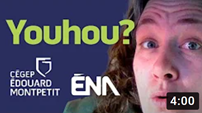 Youhou?
CÉGEP
ÉDOUARD
MONTPETIT
ÉNA
4:00